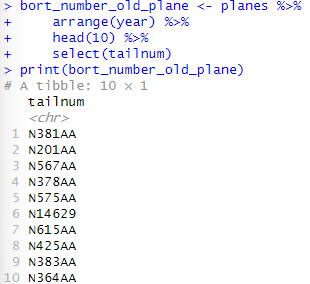 > bort_number_old_plane <- planes %>%
+     arrange(year) %>%
+     head(10) %>%
+     select(tailnum)
> print(bort_number_old_plane)
# A tibble: 10 × 1
   tailnum
   <chr>
 1 N381AA
 2 N201AA
 3 N567AA
 4 N378AA
 5 N575AA
 6 N14629
 7 N615AA
 8 N425AA
 9 N383AA
10 N364AA